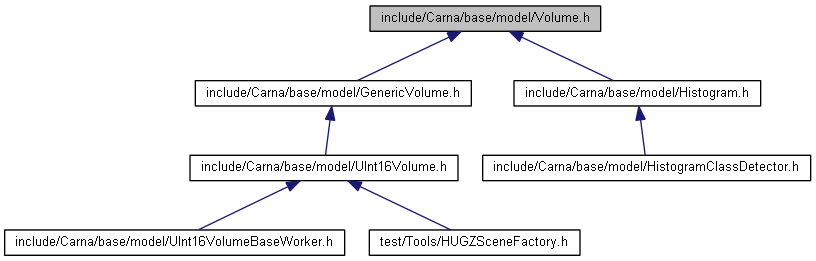 include/Carna/base/model/Volume.h
include/Carna/base/model/GenericVolume.h
include/Carna/base/model/Histogram.h
include/Carna/base/model/UInt16Volume.h
include/Carna/base/model/HistogramClassDetector.h
include/Carna/base/model/UInt16VolumeBaseWorker.h
test/Tools/HUGZSceneFactory.h